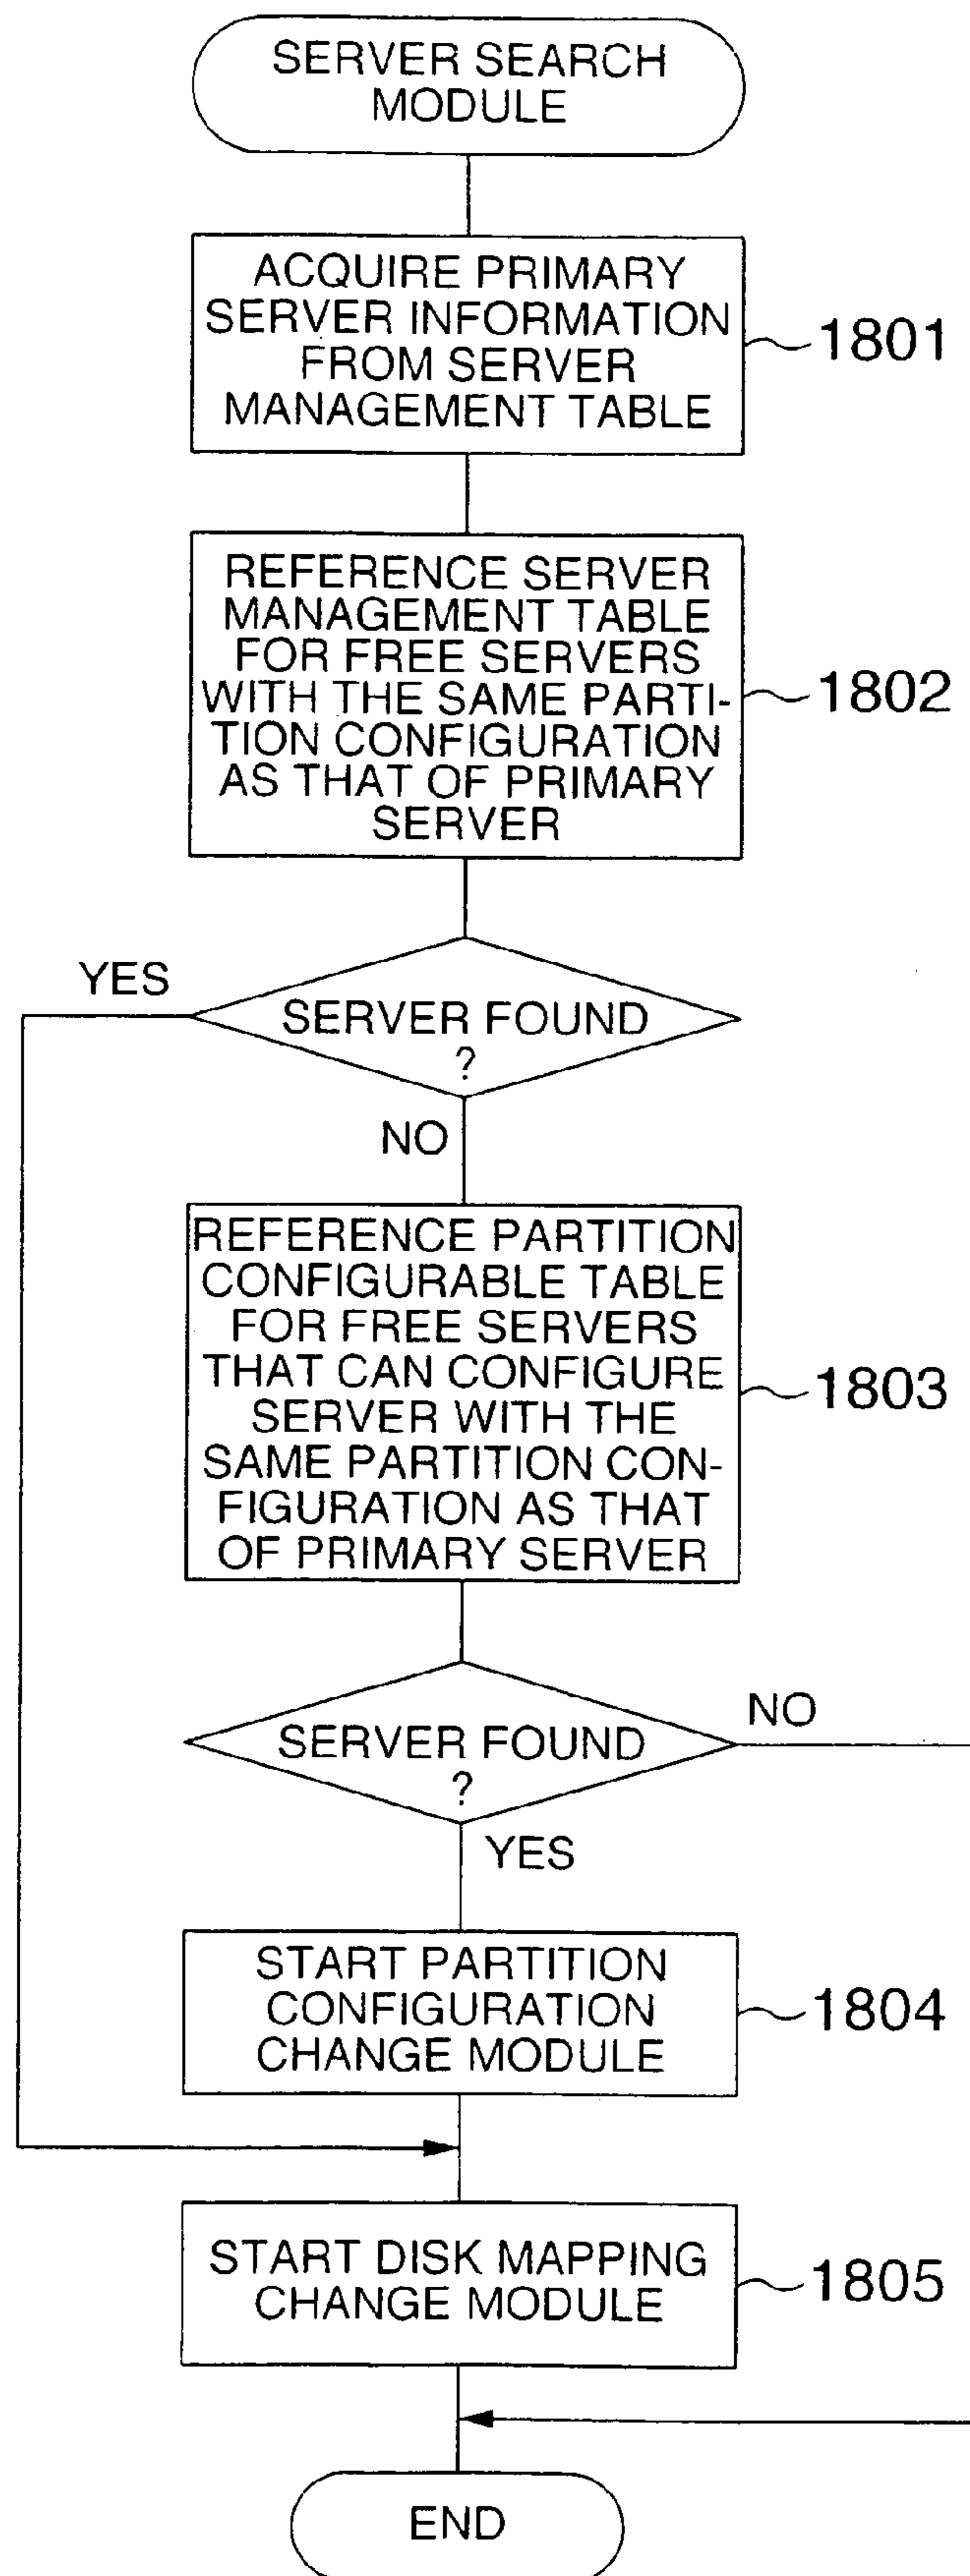 SERVER SEARCH
MODULE
ACQUIRE PRIMARY
SERVER INFORMATION
FROM SERVER
MANAGEMENT TABLE
1801
REFERENCE SERVER
MANAGEMENT TABLE
FOR FREE SERVERS
WITH THE SAME PARTI-
TION CONFIGURATION
AS THAT OF PRIMARY
SERVER
1802
YES
SERVER FOUND
?
NO
REFERENCE PARTITION
CONFIGURABLE TABLE
FOR FREE SERVERS
THAT CAN CONFIGURE
SERVER WITH THE
SAME PARTITION CON-
FIGURATION AS THAT
OF PRIMARY SERVER
1803
SERVER FOUND
?
NO
YES
START PARTITION
CONFIGURATION
CHANGE MODULE
1804
START DISK MAPPING
CHANGE MODULE
1805
END